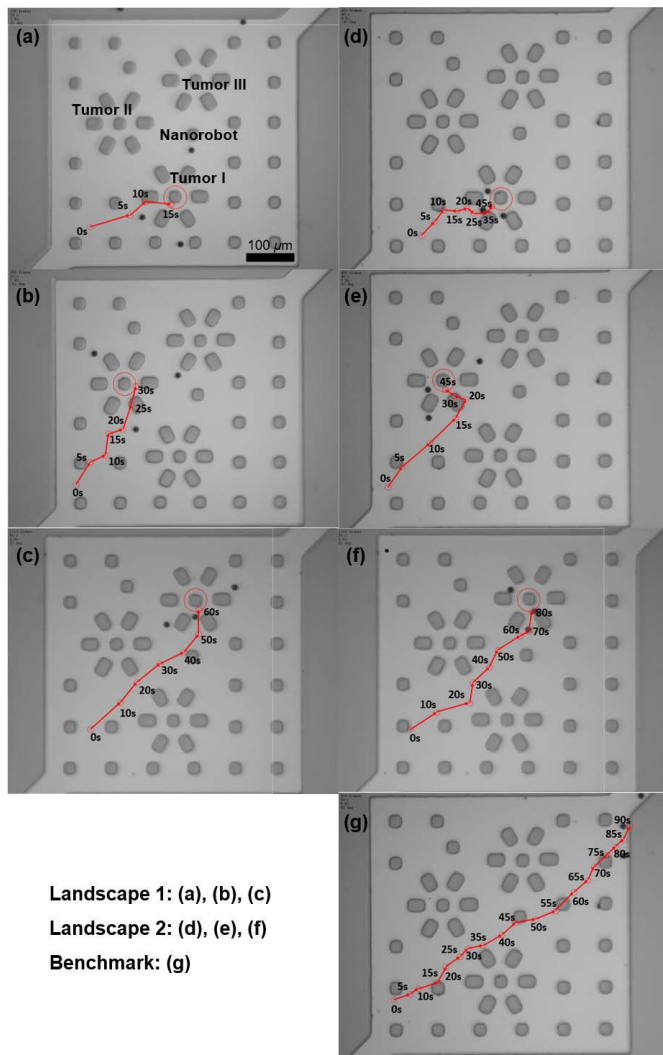 (a)
Tumor III
Tumor II
Nanorobot
Tumor I
10s
5s
15s
0s
100 µm
(d)
10s
20s
45s
5s
15s
25s
35s
0s
(b)
30s
25s
20s
15s
5s
10s
0s
(e)
45s
20s
30s
15s
10s
5s
0s
(c)
60s
50s
40s
30s
20s
10s
0s
(f)
80s
60s
70s
50s
40s
30s
20s
10s
0s
(g)
90s
85s
75s
80s
65s
70s
60s
55s
45s
50s
35s
40s
25s
30s
15s
20s
5s
10s
0s
Landscape 1: (a), (b), (c)
Landscape 2: (d), (e), (f)
Benchmark: (g)